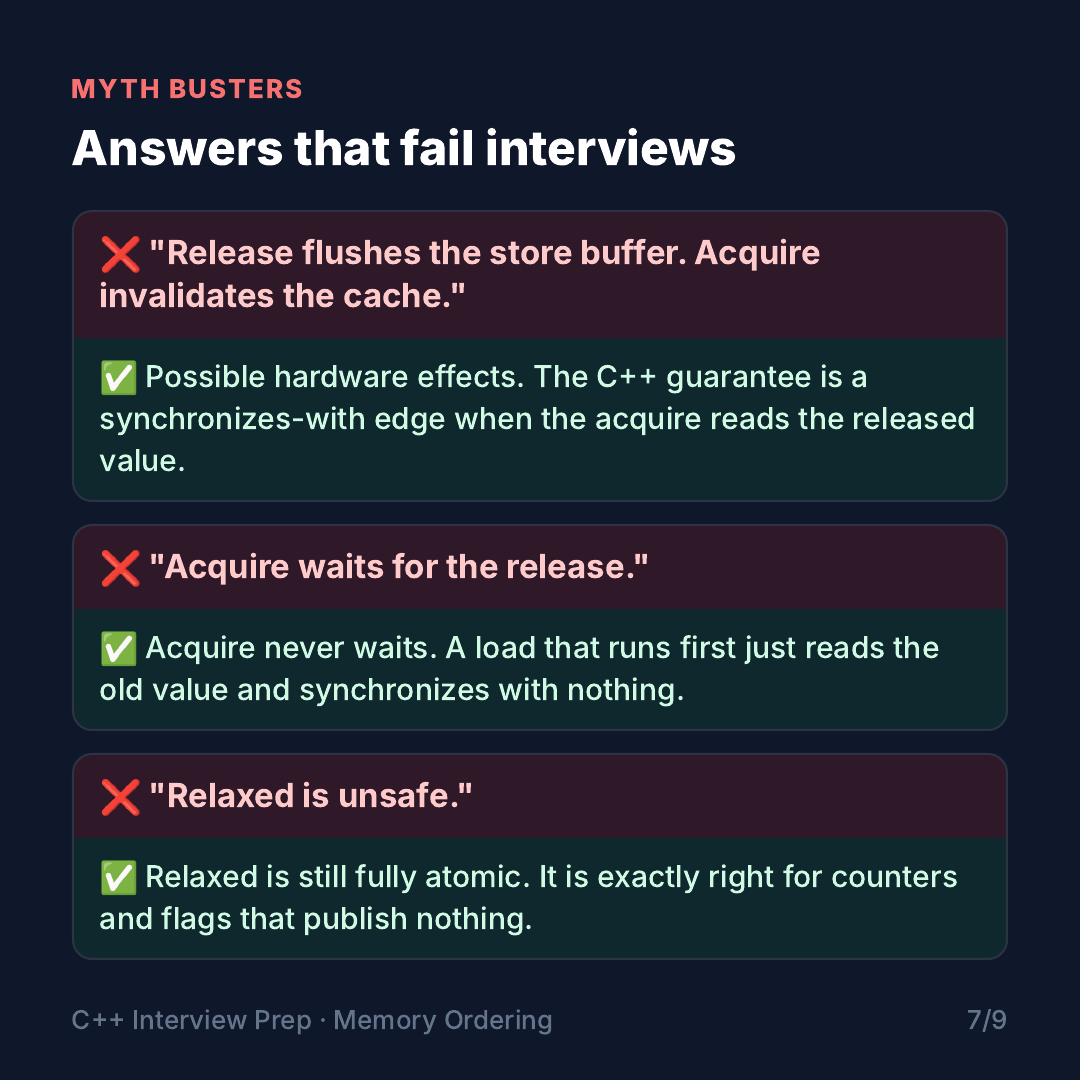 MYTH BUSTERS
Answers that fail interviews
❌ "Release flushes the store buffer. Acquire
invalidates the cache."
✅ Possible hardware effects. The C++ guarantee is a
synchronizes-with edge when the acquire reads the released
value.
❌ "Acquire waits for the release."
✅ Acquire never waits. A load that runs first just reads the
old value and synchronizes with nothing.
❌ "Relaxed is unsafe."
✅ Relaxed is still fully atomic. It is exactly right for counters
and flags that publish nothing.
C++ Interview Prep · Memory Ordering
7/9